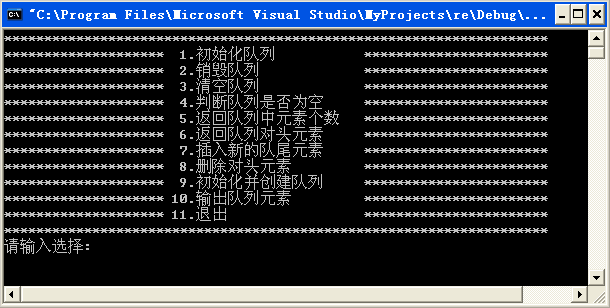 "C:\Program Files\Microsoft Visual Studio\MyProjects\re\Debug\...
********************************************************************
******************** 1.初始化队列 ***********************
******************** 2.销毁队列 ***********************
******************** 3.清空队列 ***********************
******************** 4.判断队列是否为空 ***********************
******************** 5.返回队列中元素个数 ***********************
******************** 6.返回队列对头元素 ***********************
******************** 7.插入新的队尾元素 ***********************
******************** 8.删除对头元素 ***********************
******************** 9.初始化并创建队列 ***********************
******************** 10.输出队列元素 ***********************
******************** 11.退出 ***********************
********************************************************************
请输入选择: